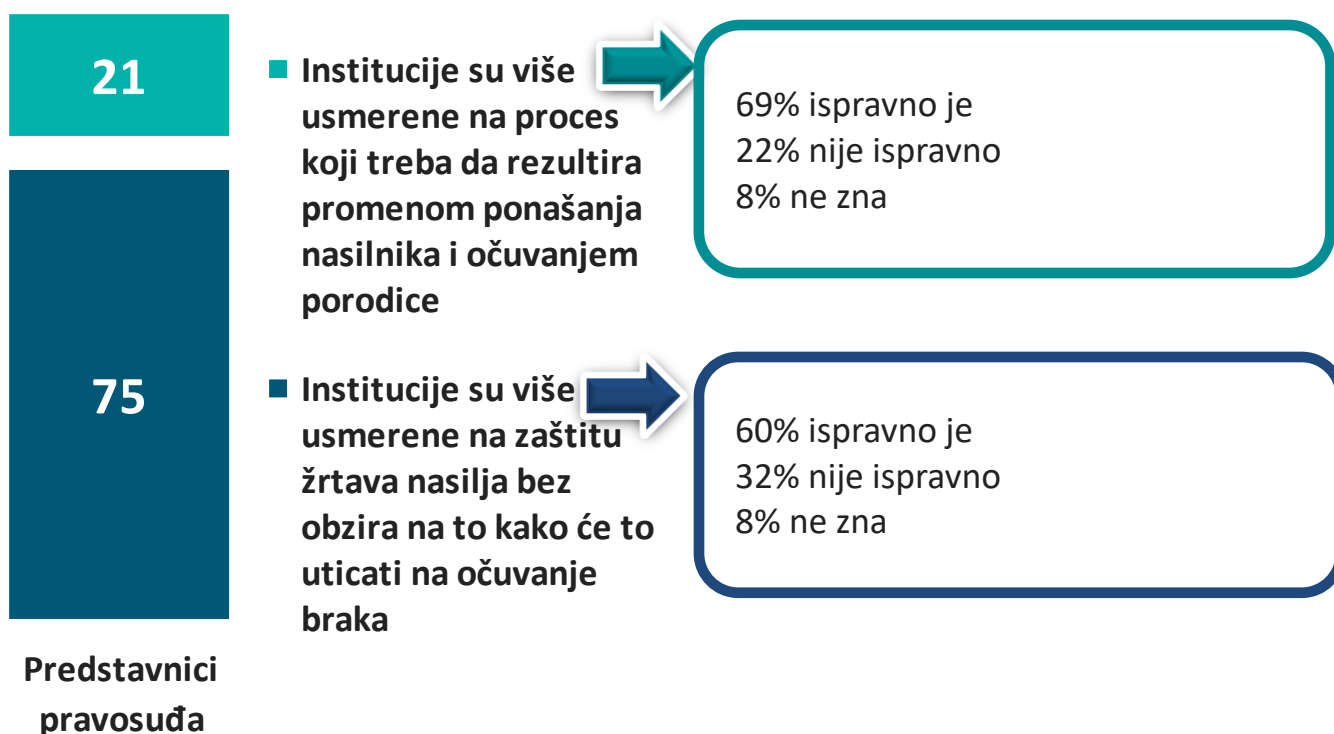 21
Institucije su više
usmerene na proces
koji treba da rezultira
promenom ponašanja
nasilnika i očuvanjem
porodice
69% ispravno je
22% nije ispravno
8% ne zna
75
Institucije su više
usmerene na zaštitu
žrtava nasilja bez
obzira na to kako će to
uticati na očuvanje
braka
60% ispravno je
32% nije ispravno
8% ne zna
Predstavnici
pravosuđa